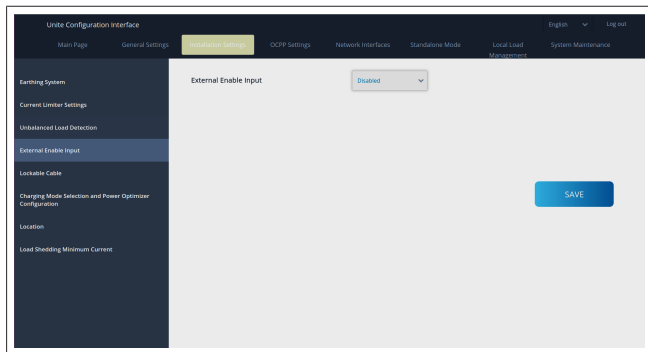 Unite Configuration Interface
English
Log out
Main Page
General Settings
Installation Settings
OCPP Settings
Network Interfaces
Standalone Mode
Local Load
Management
System Maintenance
Earthing System
Current Limiter Settings
Unbalanced Load Detection
External Enable Input
Lockable Cable
Charging Mode Selection and Power Optimizer
Configuration
Location
Load Shedding Minimum Current
External Enable Input
Disabled
SAVE